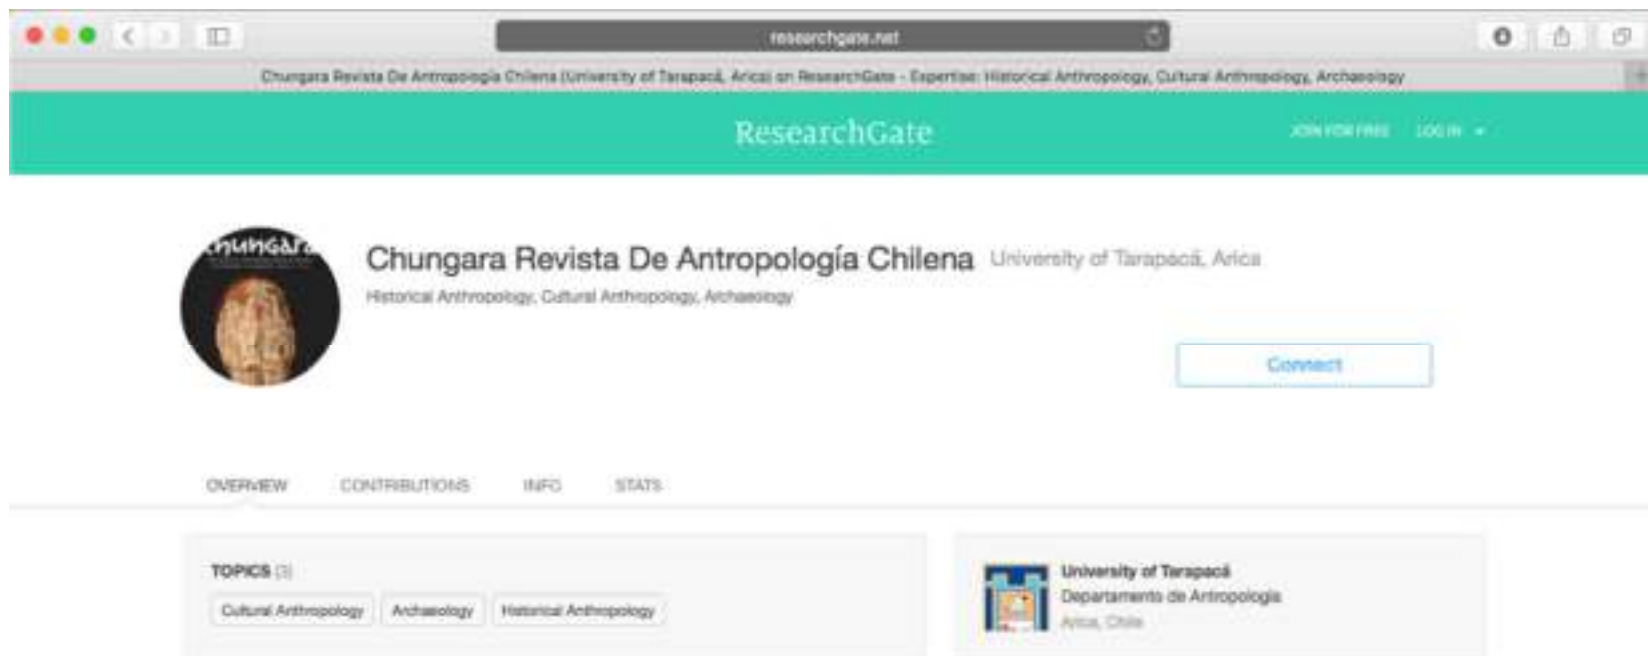 researchgate.net
Chungara Revista De Antropología Chilena (University of Tarapacá, Arica) on ResearchGate - Expertise: Historical Anthropology, Cultural Anthropology, Archaeology
ResearchGate
JOIN FOR FREE LOG IN
chungara
Chungara Revista De Antropología Chilena University of Tarapacá, Arica
Historical Anthropology, Cultural Anthropology, Archaeology
Connect
OVERVIEW CONTRIBUTIONS INFO STATS
TOPICS (3)
Cultural Anthropology Archaeology Historical Anthropology
University of Tarapacá
Departamento de Antropología
Arica, Chile